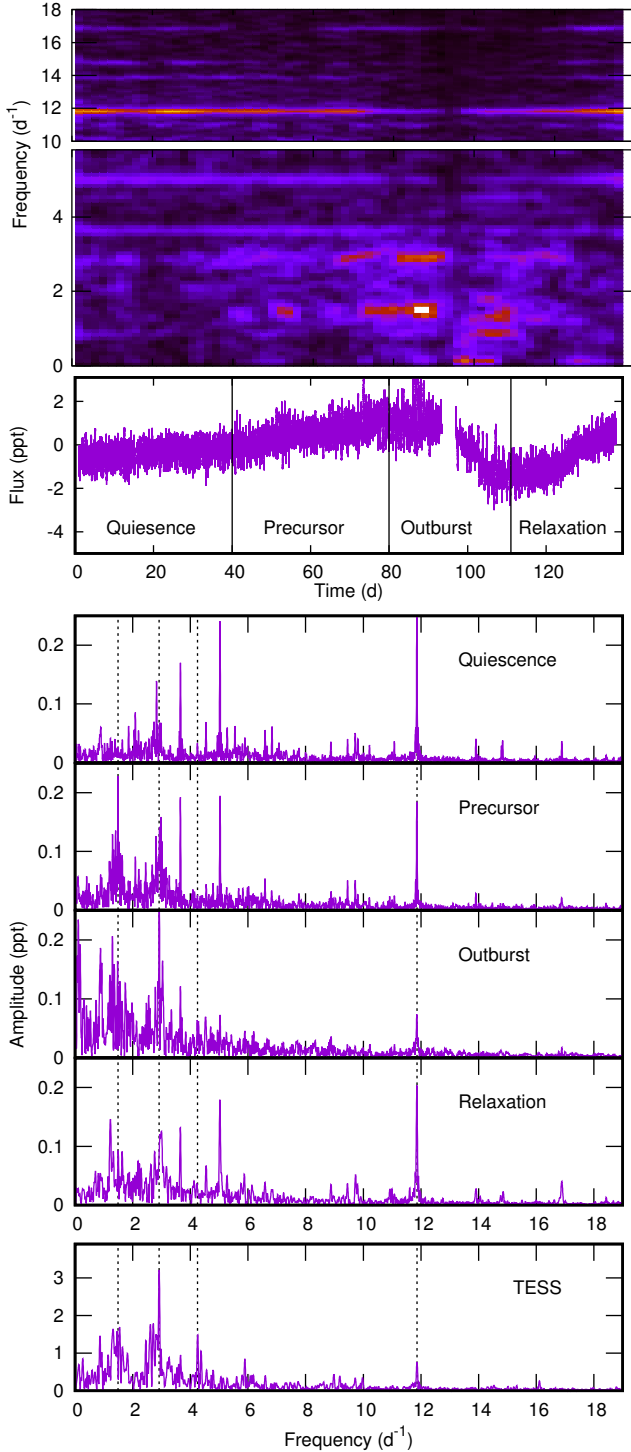 18
16
14
12
10
Frequency (d⁻¹)
4
2
0
2
0
-2
-4
Flux (ppt)
Quiesence Precursor Outburst Relaxation
0 20 40 60 80 100 120
Time (d)
0.2
0.1
0
Quiescence
0.2
0.1
0
Precursor
0.2
0.1
0
Outburst
Amplitude (ppt)
0.2
0.1
0
Relaxation
0 2 4 6 8 10 12 14 16 18
3
2
1
0
TESS
0 2 4 6 8 10 12 14 16 18
Frequency (d⁻¹)